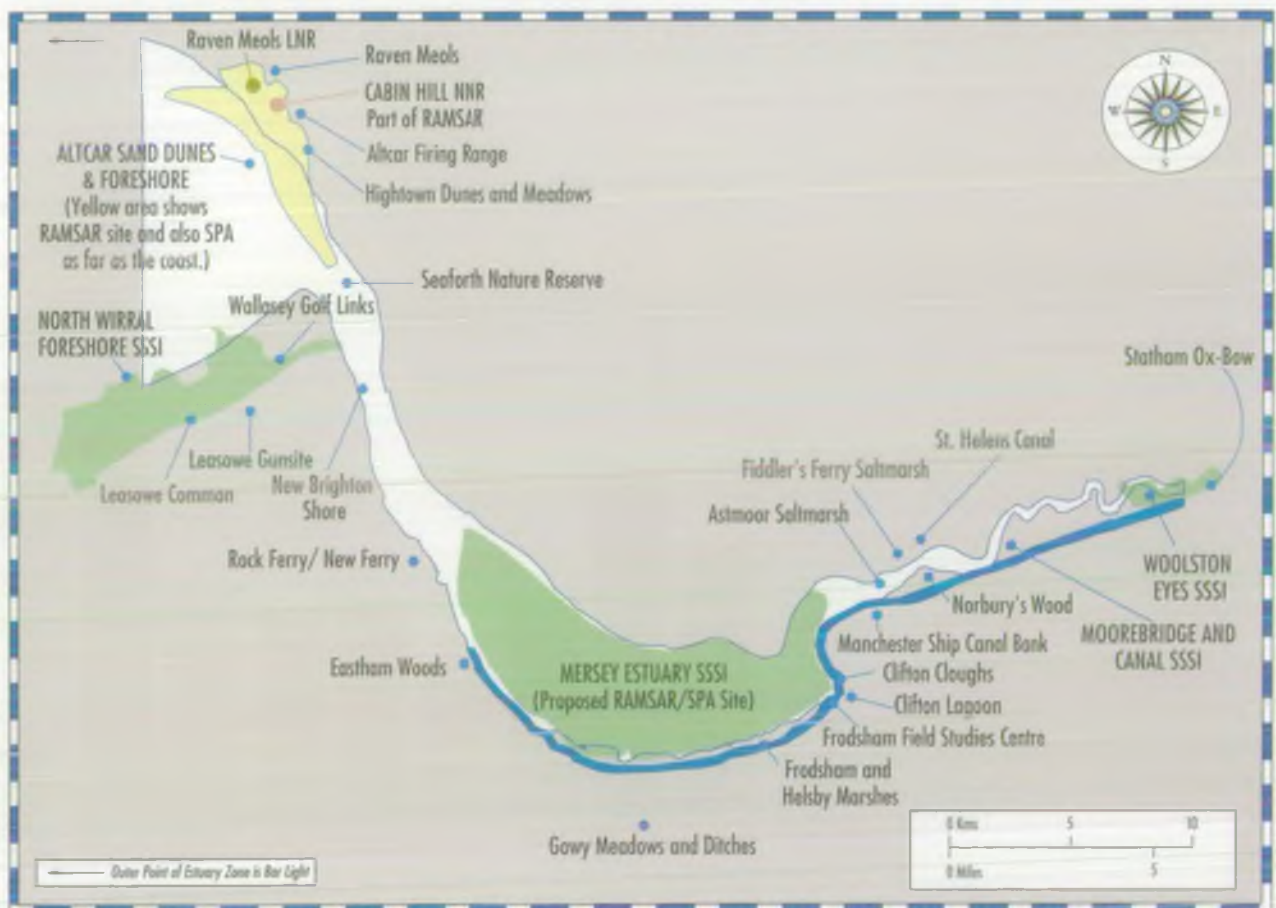 Raven Meols LNR
Raven Meols
CABIN HILL NNR
Part of RAMSAR
Altcar Firing Range
Hightown Dunes and Meadows
ALTCAR SAND DUNES
& FORESHORE
(Yellow area shows
RAMSAR site and also SPA
as far as the coast.)
N
W
E
S
Seaforth Nature Reserve
Wallasey Golf Links
NORTH WIRRAL
FORESHORE SSSI
Statham Ox-Bow
Leasowe Gunsite
Leasowe Common
New Brighton
Shore
St. Helens Canal
Fiddler's Ferry Saltmarsh
Astmoor Saltmarsh
Rock Ferry/ New Ferry
WOOLSTON
EYES SSSI
Norbury's Wood
MOOREBRIDGE AND
CANAL SSSI
Manchester Ship Canal Bank
Eastham Woods
MERSEY ESTUARY SSSI
(Proposed RAMSAR/SPA Site)
Clifton Cloughs
Clifton Lagoon
Frodsham Field Studies Centre
Frodsham and
Helsby Marshes
Gowy Meadows and Ditches
0 Kms 5 10
0 Miles 5
Outer Point of Estuary Zone is Bar Light